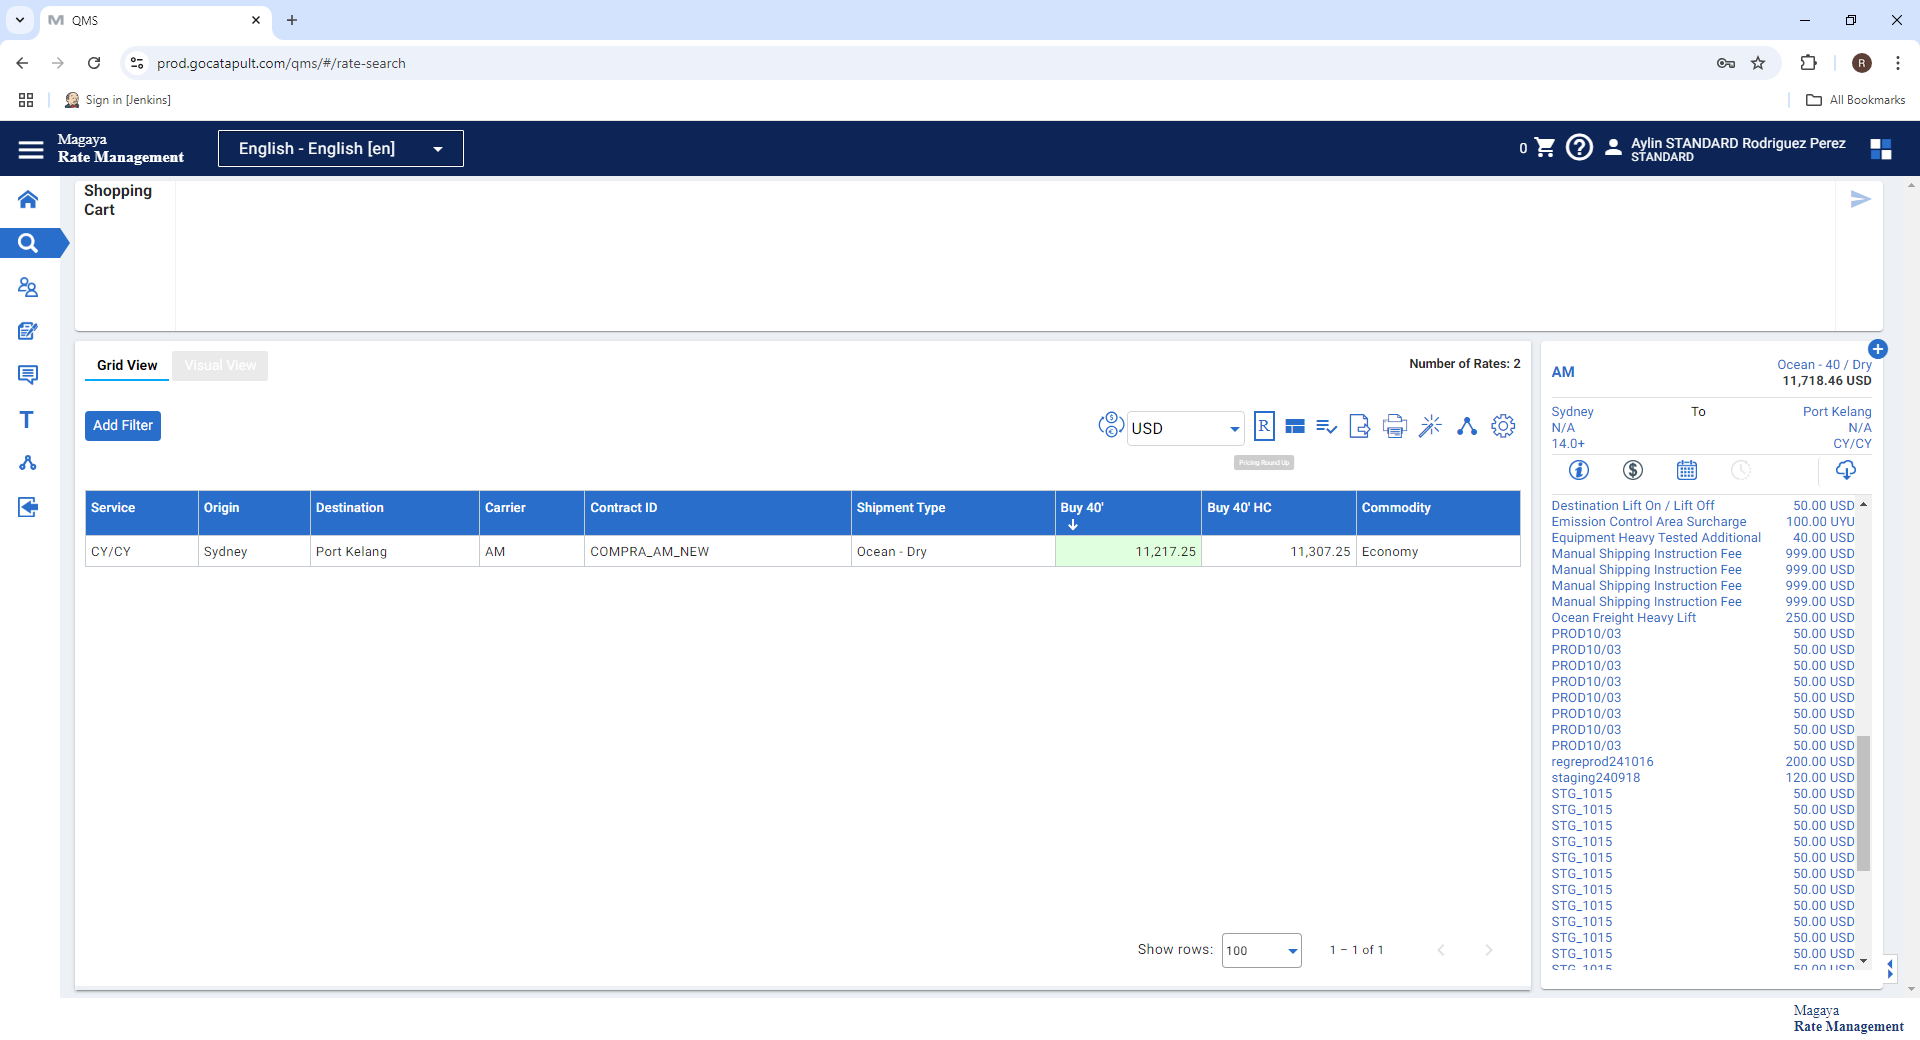 QMS
prod.gocatapult.com/qms/#/rate-search
Sign in [Jenkins]
All Bookmarks
R
Magaya
Rate Management
English - English [en]
0
Aylin STANDARD Rodriguez Perez
STANDARD
Shopping
Cart
Grid View
Visual View
Number of Rates: 2
Add Filter
USD
R
Pricing Round Up
Service Origin Destination Carrier Contract ID Shipment Type Buy 40' Buy 40' HC Commodity
CY/CY Sydney Port Kelang AM COMPRA_AM_NEW Ocean - Dry 11,217.25 11,307.25 Economy
Show rows: 100 1 – 1 of 1
AM Ocean - 40 / Dry
11,718.46 USD
Sydney To Port Kelang
N/A N/A
14.0+ CY/CY
Destination Lift On / Lift Off 50.00 USD
Emission Control Area Surcharge 100.00 UYU
Equipment Heavy Tested Additional 40.00 USD
Manual Shipping Instruction Fee 999.00 USD
Manual Shipping Instruction Fee 999.00 USD
Manual Shipping Instruction Fee 999.00 USD
Manual Shipping Instruction Fee 999.00 USD
Ocean Freight Heavy Lift 250.00 USD
PROD10/03 50.00 USD
PROD10/03 50.00 USD
PROD10/03 50.00 USD
PROD10/03 50.00 USD
PROD10/03 50.00 USD
PROD10/03 50.00 USD
PROD10/03 50.00 USD
PROD10/03 50.00 USD
regreprod241016 200.00 USD
staging240918 120.00 USD
STG_1015 50.00 USD
STG_1015 50.00 USD
STG_1015 50.00 USD
STG_1015 50.00 USD
STG_1015 50.00 USD
STG_1015 50.00 USD
STG_1015 50.00 USD
STG_1015 50.00 USD
STG_1015 50.00 USD
STG_1015 50.00 USD
STG_1015 50.00 USD
STG_1015 50.00 USD
Magaya
Rate Management